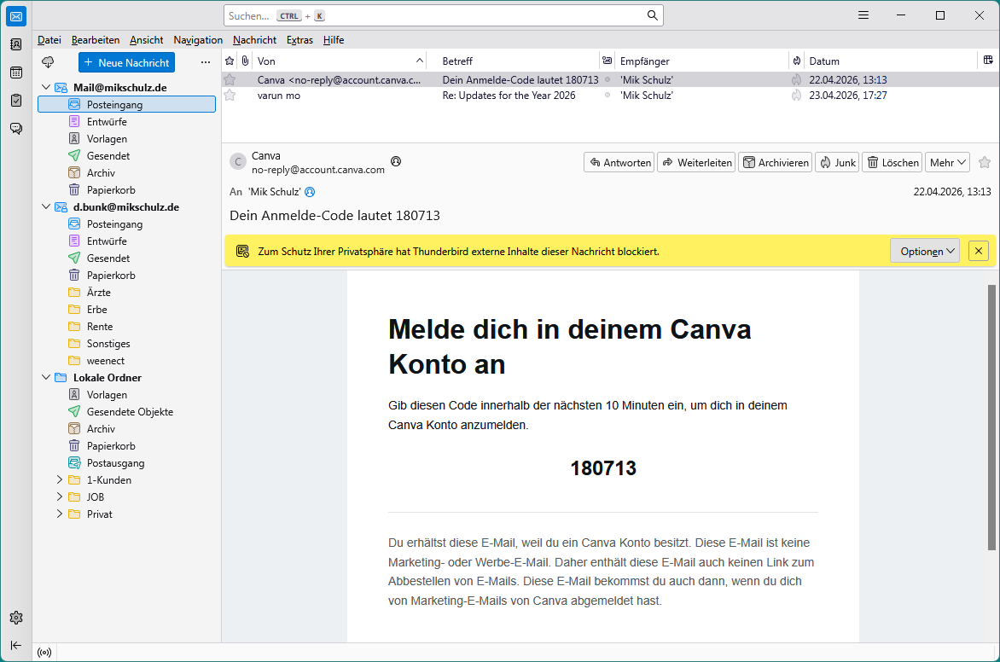 Suchen... CTRL + K
Datei Bearbeiten Ansicht Navigation Nachricht Extras Hilfe
+ Neue Nachricht ...
Mail@mikschulz.de
Posteingang
Entwürfe
Vorlagen
Gesendet
Archiv
Papierkorb
d.bunk@mikschulz.de
Posteingang
Entwürfe
Gesendet
Papierkorb
Ärzte
Erbe
Rente
Sonstiges
weenect
Lokale Ordner
Vorlagen
Gesendete Objekte
Archiv
Papierkorb
Postausgang
1-Kunden
JOB
Privat
Von Betreff Empfänger Datum
Canva <no-reply@account.canva.c... Dein Anmelde-Code lautet 180713 'Mik Schulz' 22.04.2026, 13:13
varun mo Re: Updates for the Year 2026 'Mik Schulz' 23.04.2026, 17:27
C
Canva
no-reply@account.canva.com
Antworten Weiterleiten Archivieren Junk Löschen Mehr
An 'Mik Schulz' 22.04.2026, 13:13
Dein Anmelde-Code lautet 180713
Zum Schutz Ihrer Privatsphäre hat Thunderbird externe Inhalte dieser Nachricht blockiert. Optionen
Melde dich in deinem Canva
Konto an
Gib diesen Code innerhalb der nächsten 10 Minuten ein, um dich in deinem
Canva Konto anzumelden.
180713
Du erhältst diese E-Mail, weil du ein Canva Konto besitzt. Diese E-Mail ist keine
Marketing- oder Werbe-E-Mail. Daher enthält diese E-Mail auch keinen Link zum
Abbestellen von E-Mails. Diese E-Mail bekommst du auch dann, wenn du dich
von Marketing-E-Mails von Canva abgemeldet hast.